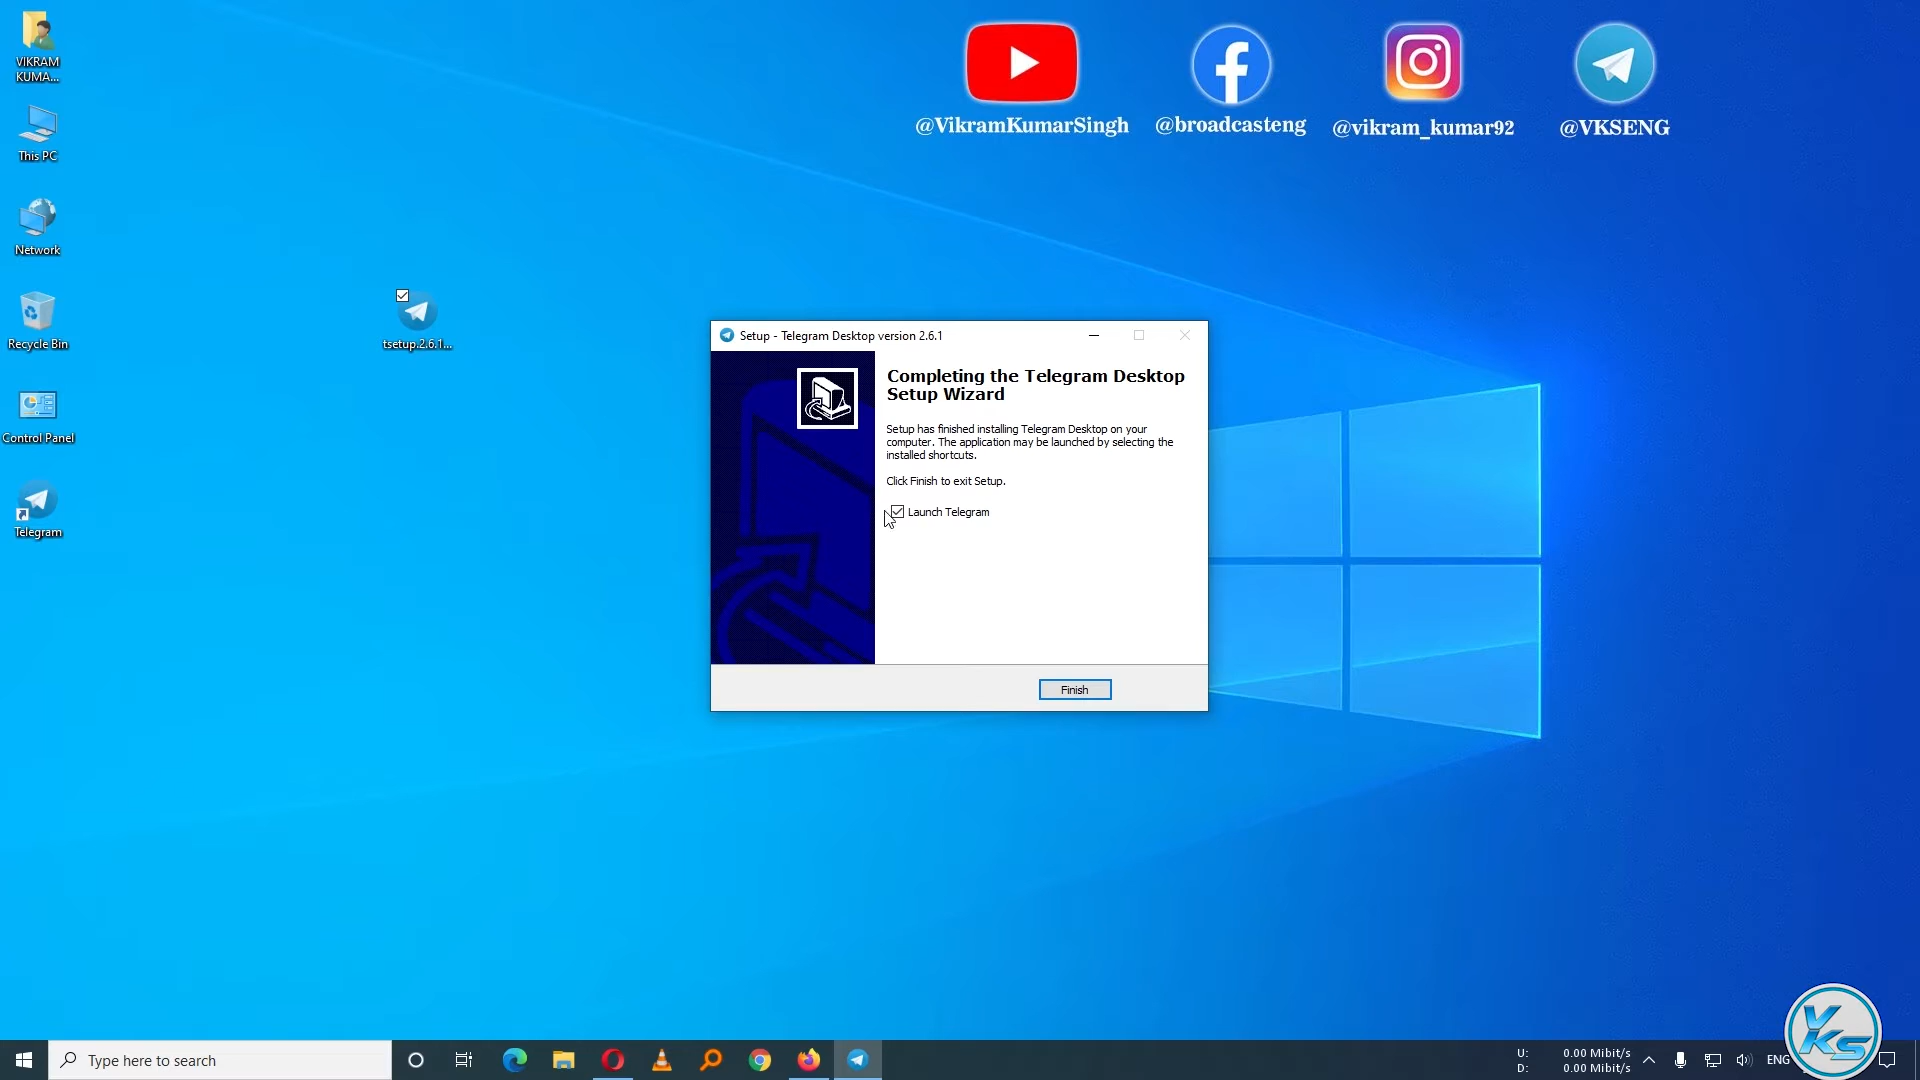 @VikramKumarSingh
@broadcasteng
@vikram_kumar92
@VKSENG
VIKRAM
KUMA...
This PC
Network
Recycle Bin
Control Panel
Telegram
tsetup.2.6.1...
Setup - Telegram Desktop version 2.6.1
Completing the Telegram Desktop
Setup Wizard
Setup has finished installing Telegram Desktop on your
computer. The application may be launched by selecting the
installed shortcuts.
Click Finish to exit Setup.
Launch Telegram
Finish
Type here to search
U: 0.00 Mibit/s
D: 0.00 Mibit/s
ENG
VKS